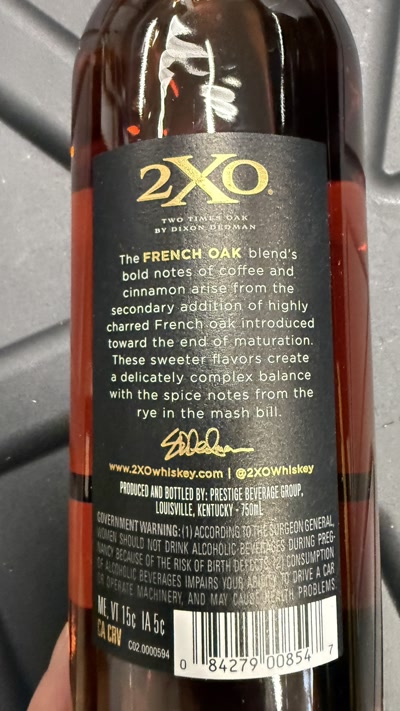 2XO®
TWO TIMES OAK
BY DIXON DEDMAN
The FRENCH OAK blend's
bold notes of coffee and
cinnamon arise from the
secondary addition of highly
charred French oak introduced
toward the end of maturation.
These sweeter flavors create
a delicately complex balance
with the spice notes from the
rye in the mash bill.
www.2XOwhiskey.com | @2XOWhiskey
PRODUCED AND BOTTLED BY: PRESTIGE BEVERAGE GROUP,
LOUISVILLE, KENTUCKY - 750mL
GOVERNMENT WARNING: (1) ACCORDING TO THE SURGEON GENERAL,
WOMEN SHOULD NOT DRINK ALCOHOLIC BEVERAGES DURING PREG-
NANCY BECAUSE OF THE RISK OF BIRTH DEFECTS. (2) CONSUMPTION
OF ALCOHOLIC BEVERAGES IMPAIRS YOUR ABILITY TO DRIVE A CAR
OR OPERATE MACHINERY, AND MAY CAUSE HEALTH PROBLEMS.
ME VT 15¢ IA 5¢
CA CRV
C02.0000594
0 84279 00854 7